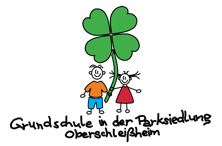 Grundschule in der Parksiedlung
Oberschleißheim